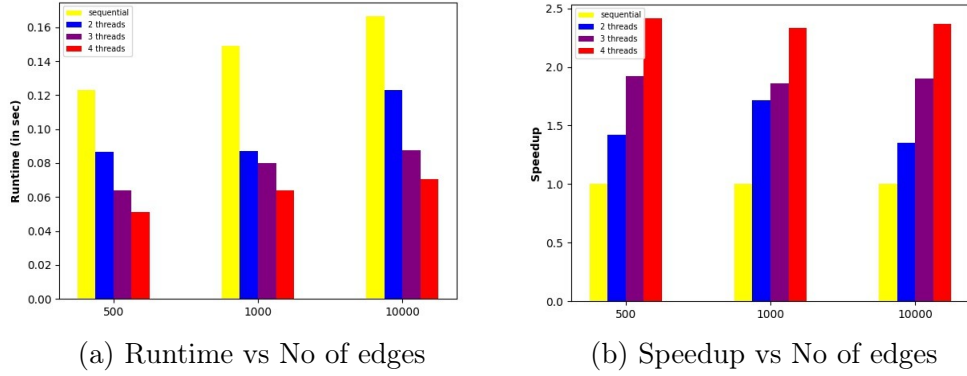 0.16
0.14
0.12
0.10
0.08
0.06
0.04
0.02
0.00
Runtime (in sec)
sequential
2 threads
3 threads
4 threads
500
1000
10000
(a) Runtime vs No of edges
2.5
2.0
1.5
1.0
0.5
0.0
Speedup
sequential
2 threads
3 threads
4 threads
500
1000
10000
(b) Speedup vs No of edges